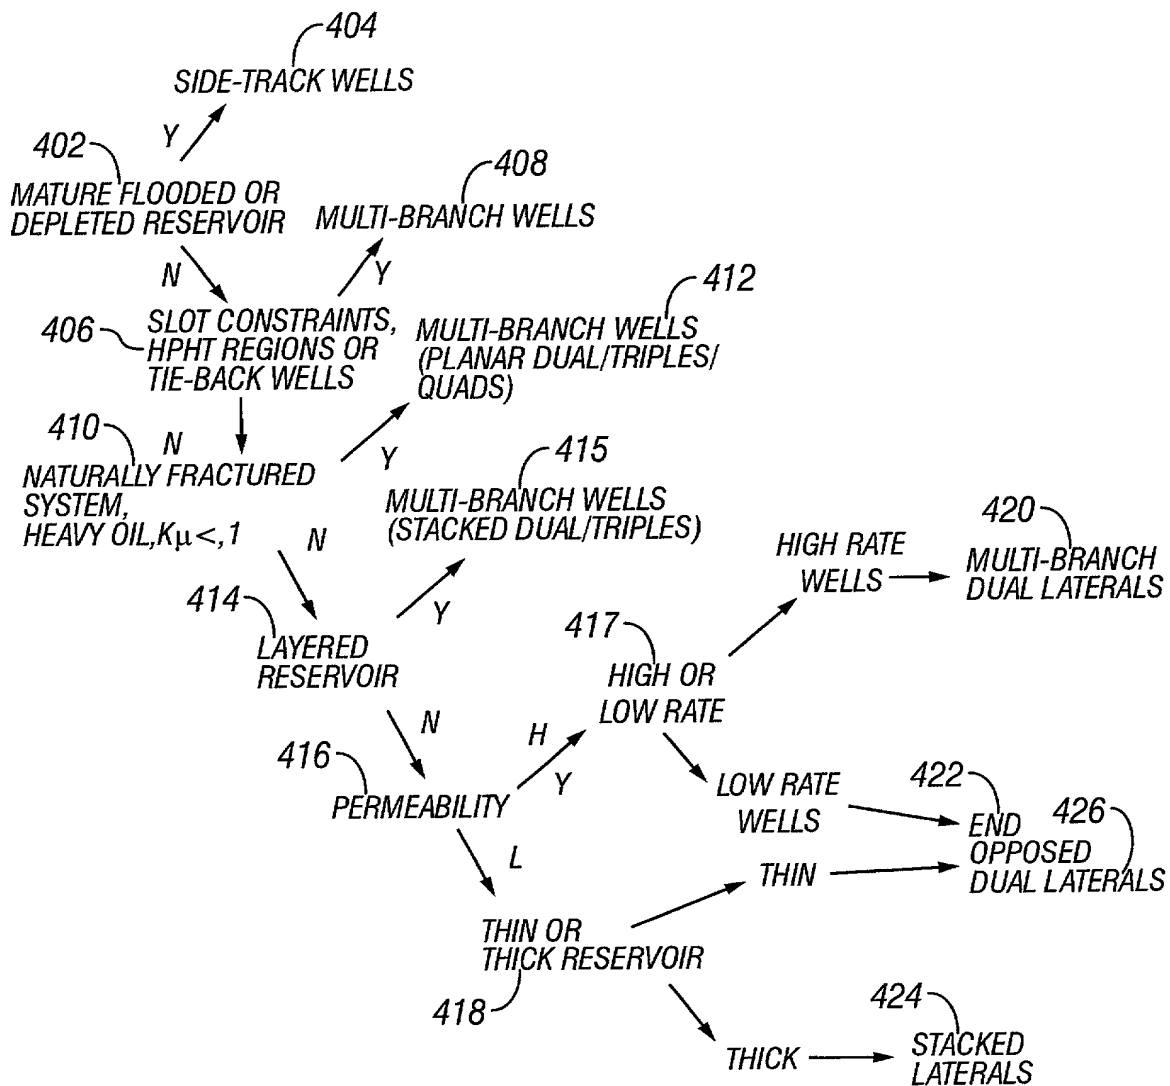 404
SIDE-TRACK WELLS
Y
402
MATURE FLOODED OR
DEPLETED RESERVOIR
408
MULTI-BRANCH WELLS
N
Y
406
SLOT CONSTRAINTS,
HPHT REGIONS OR
TIE-BACK WELLS
412
MULTI-BRANCH WELLS
(PLANAR DUAL/TRIPLES/
QUADS)
410
N
Y
NATURALLY FRACTURED
SYSTEM,
HEAVY OIL,Kμ<,1
415
MULTI-BRANCH WELLS
(STACKED DUAL/TRIPLES)
N
Y
414
LAYERED
RESERVOIR
420
HIGH RATE
WELLS
MULTI-BRANCH
DUAL LATERALS
417
HIGH OR
LOW RATE
N
H
Y
416
PERMEABILITY
LOW RATE
WELLS
422
426
END
OPPOSED
DUAL LATERALS
L
THIN
THIN OR
THICK RESERVOIR
418
424
THICK
STACKED
LATERALS